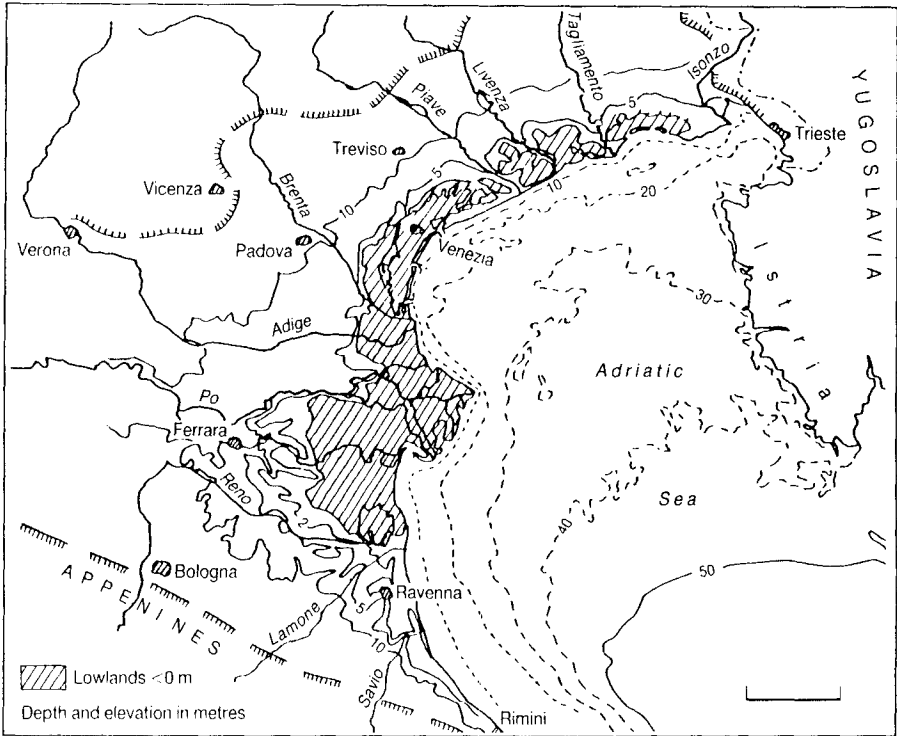 Tagliamento
Isonzo
Livenza
Piave
5
YUGOSLAVIA
Trieste
Treviso
10
20
Vicenza
Brenta
5
10
Venezia
Verona
Padova
Istria
30
Adige
Adriatic
Po
Ferrara
Reno
Sea
2
40
50
APPENINES
Bologna
Ravenna
Lamone
5
10
Savio
Lowlands <0 m
Depth and elevation in metres
Rimini